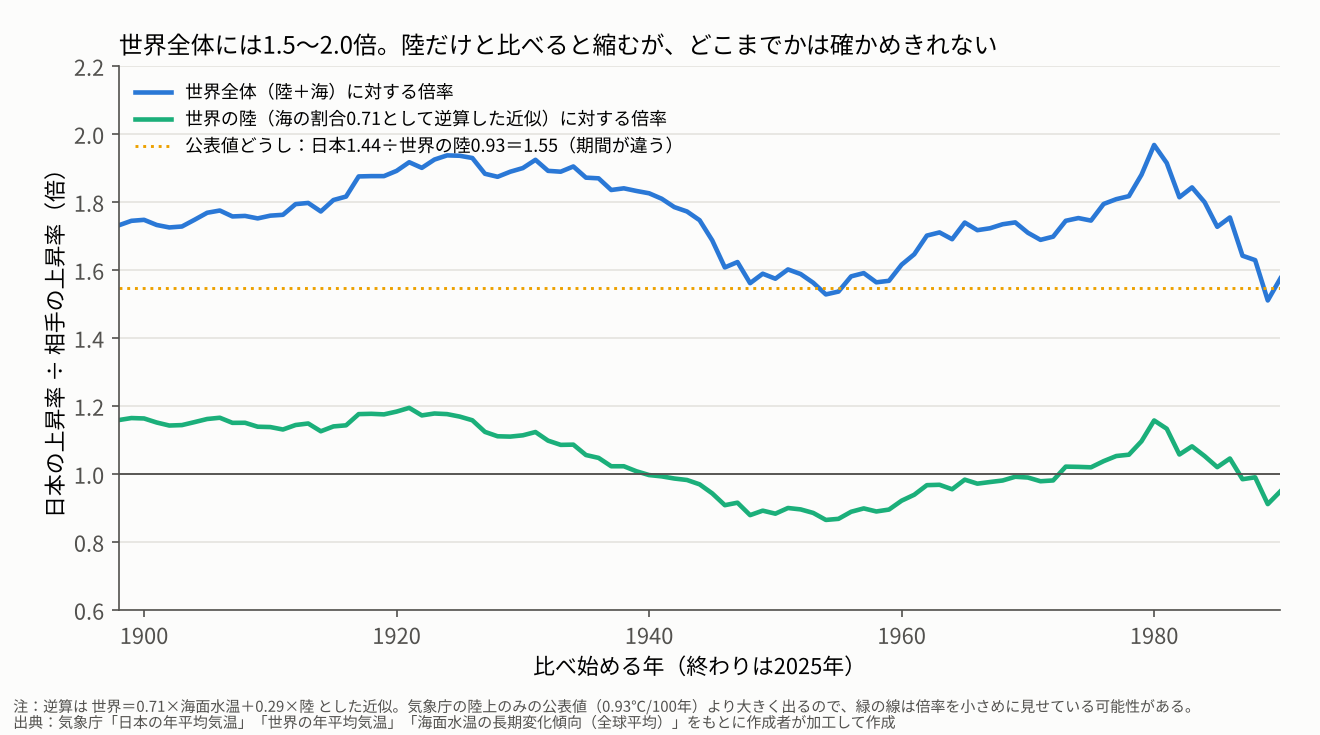 世界全体には1.5〜2.0倍。陸だけと比べると縮むが、どこまでかは確かめきれない
世界全体（陸＋海）に対する倍率
世界の陸（海の割合0.71として逆算した近似）に対する倍率
公表値どうし：日本1.44÷世界の陸0.93＝1.55（期間が違う）
日本の上昇率 ÷ 相手の上昇率（倍）
2.2
2.0
1.8
1.6
1.4
1.2
1.0
0.8
0.6
1900
1920
1940
1960
1980
比べ始める年（終わりは2025年）
注：逆算は 世界＝0.71×海面水温＋0.29×陸 とした近似。気象庁の陸上のみの公表値（0.93℃/100年）より大きく出るので、緑の線は倍率を小さめに見せている可能性がある。
出典：気象庁「日本の年平均気温」「世界の年平均気温」「海面水温の長期変化傾向（全球平均）」をもとに作成者が加工して作成